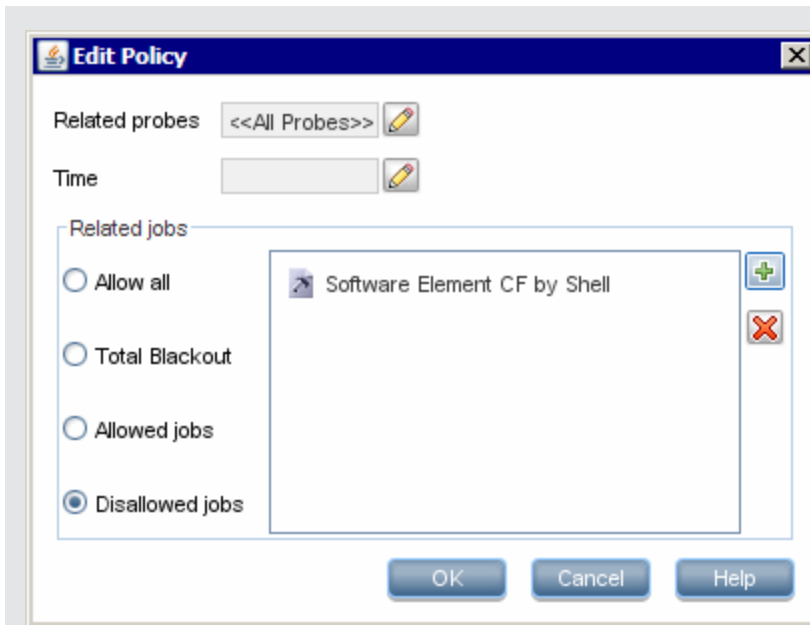 Edit Policy
Related probes <<All Probes>>
Time
Related jobs
Allow all
Software Element CF by Shell
Total Blackout
Allowed jobs
Disallowed jobs
OK Cancel Help